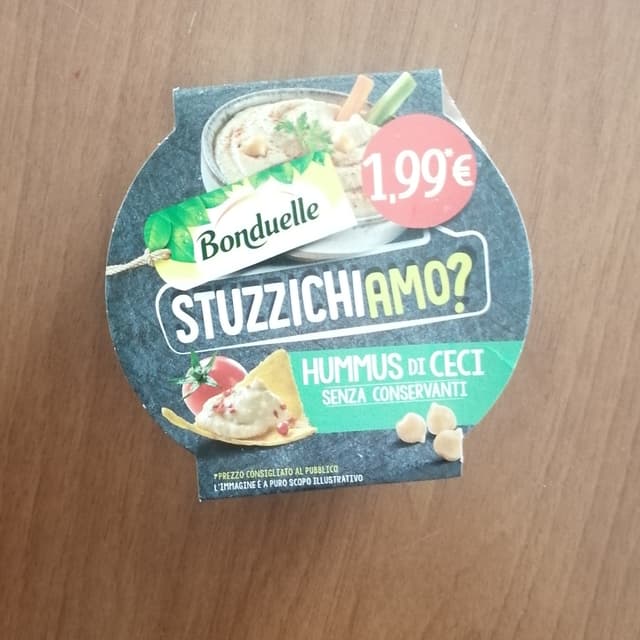 1,99*€
Bonduelle
STUZZICHIAMO?
HUMMUS DI CECI
SENZA CONSERVANTI
*PREZZO CONSIGLIATO AL PUBBLICO
L'IMMAGINE È A PURO SCOPO ILLUSTRATIVO